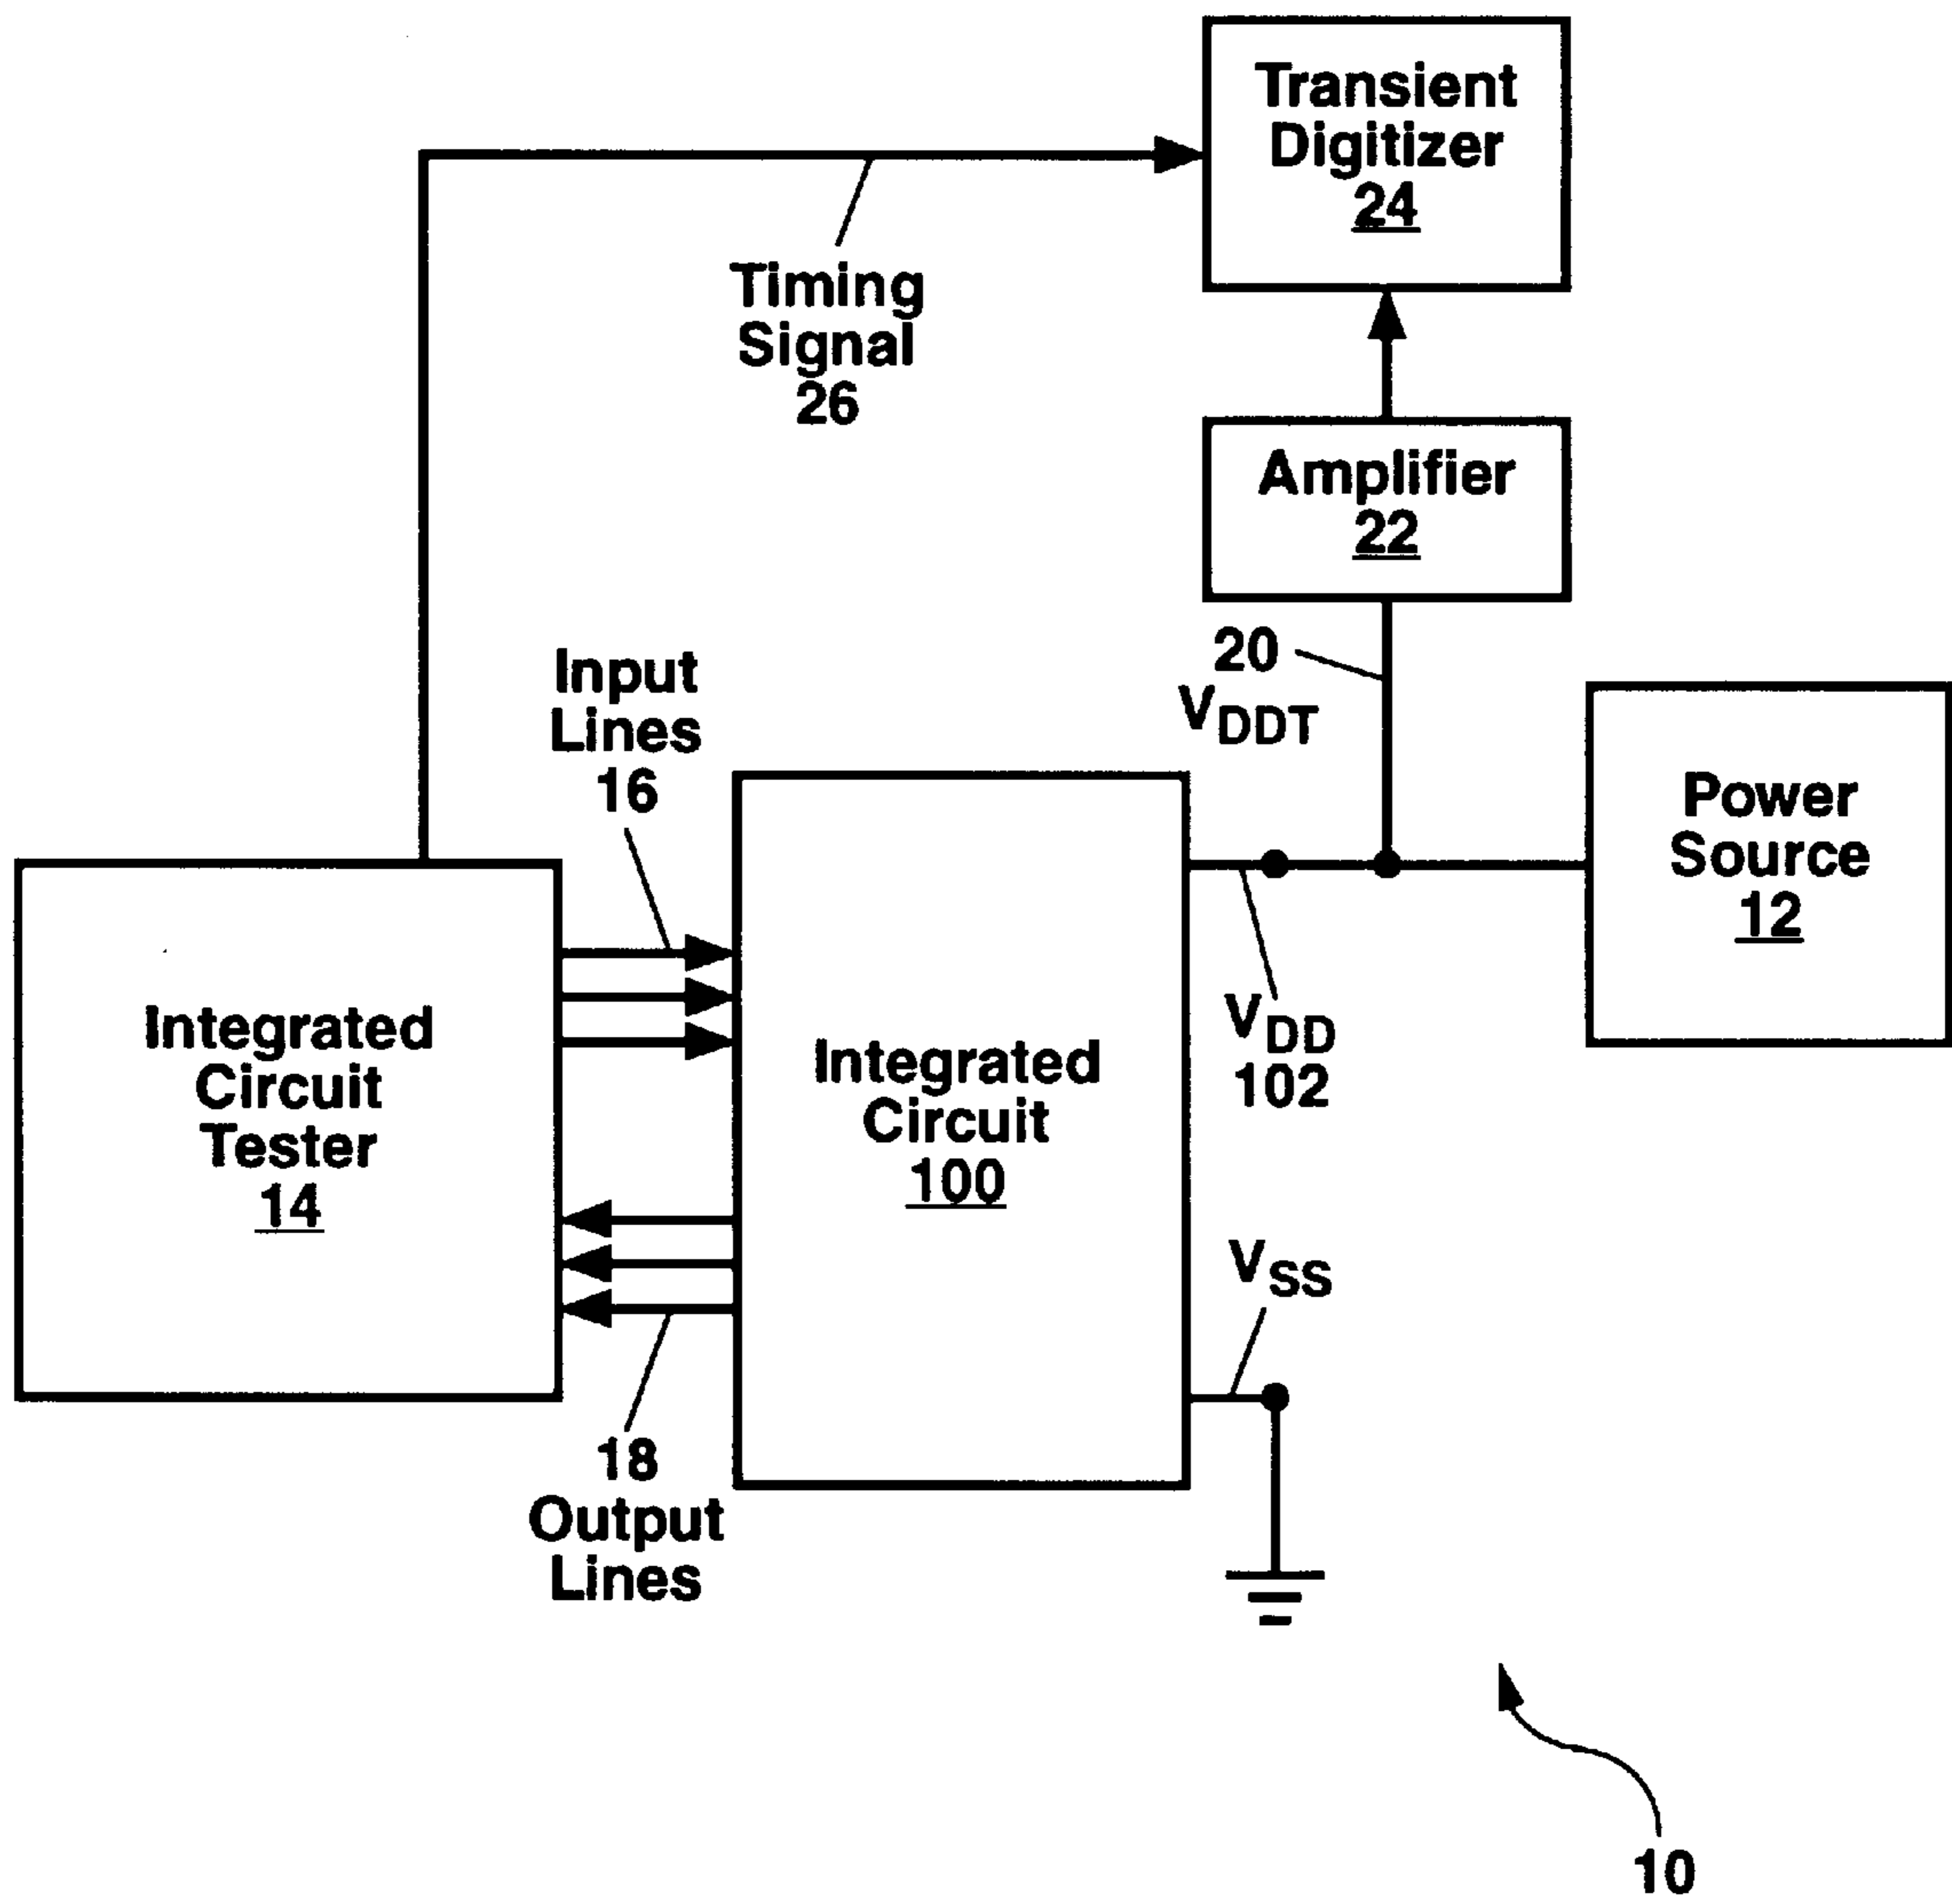 Transient
Digitizer
24
Timing
Signal
26
Amplifier
22
Input
Lines
16
20
VDDT
Power
Source
12
Integrated
Circuit
Tester
14
Integrated
Circuit
100
VDD
102
VSS
18
Output
Lines
10